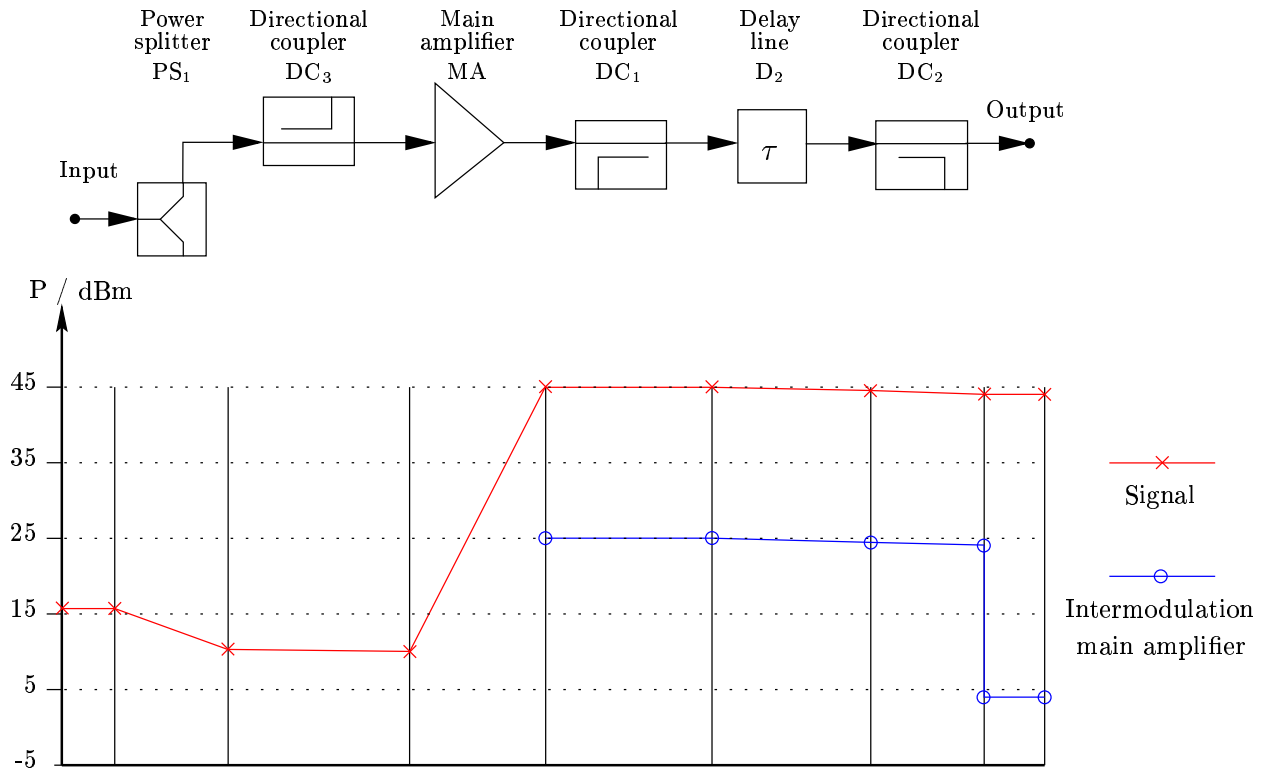 Power
splitter
PS₁
Directional
coupler
DC₃
Main
amplifier
MA
Directional
coupler
DC₁
Delay
line
D₂
Directional
coupler
DC₂
Input
Output
τ
P / dBm
45
35
25
15
5
-5
Signal
Intermodulation
main amplifier